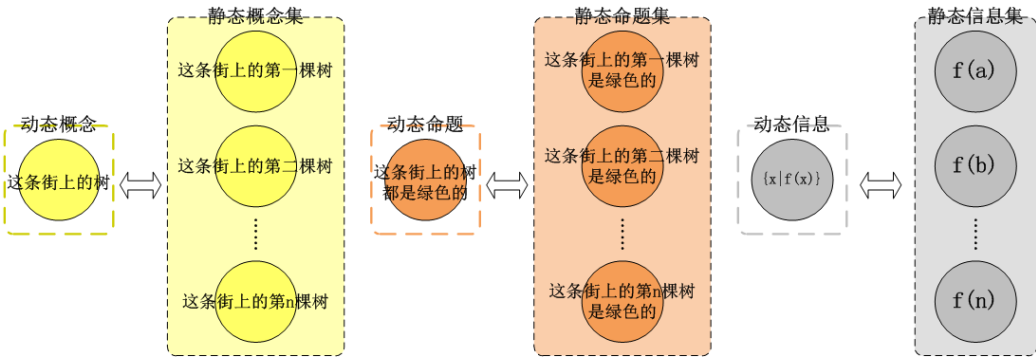 静态概念集
这条街上的第一棵树
这条街上的第二棵树
……
这条街上的第n棵树
动态概念
这条街上的树
静态命题集
这条街上的第一棵树
是绿色的
这条街上的第二棵树
是绿色的
……
这条街上的第n棵树
是绿色的
动态命题
这条街上的树
都是绿色的
静态信息集
f(a)
f(b)
……
f(n)
动态信息
{x|f(x)}